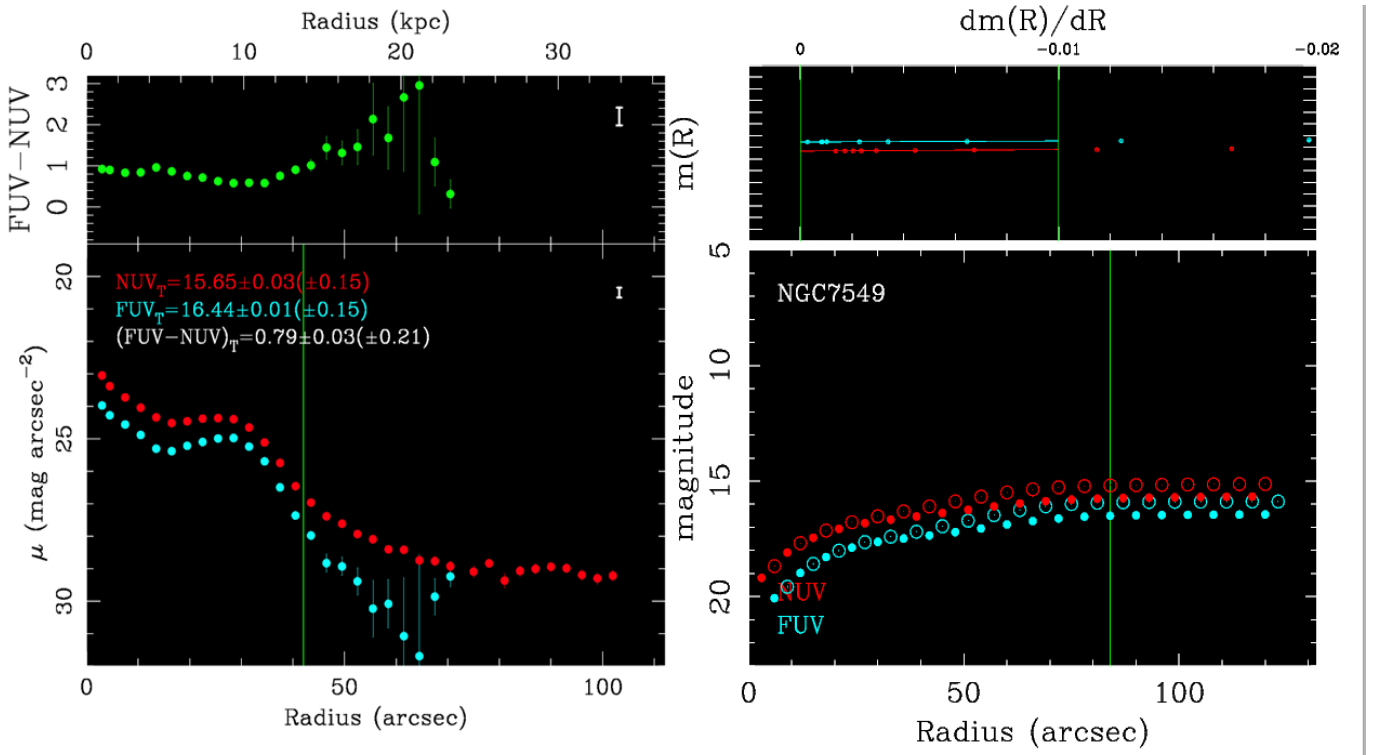 Radius (kpc)
0 10 20 30
FUV−NUV
3
2
1
0
μ (mag arcsec−2)
20
25
30
NUVT=15.65±0.03(±0.15)
FUVT=16.44±0.01(±0.15)
(FUV−NUV)T=0.79±0.03(±0.21)
0 50 100
Radius (arcsec)
dm(R)/dR
0 −0.01 −0.02
m(R)
magnitude
5
10
15
20
NGC7549
NUV
FUV
0 50 100
Radius (arcsec)